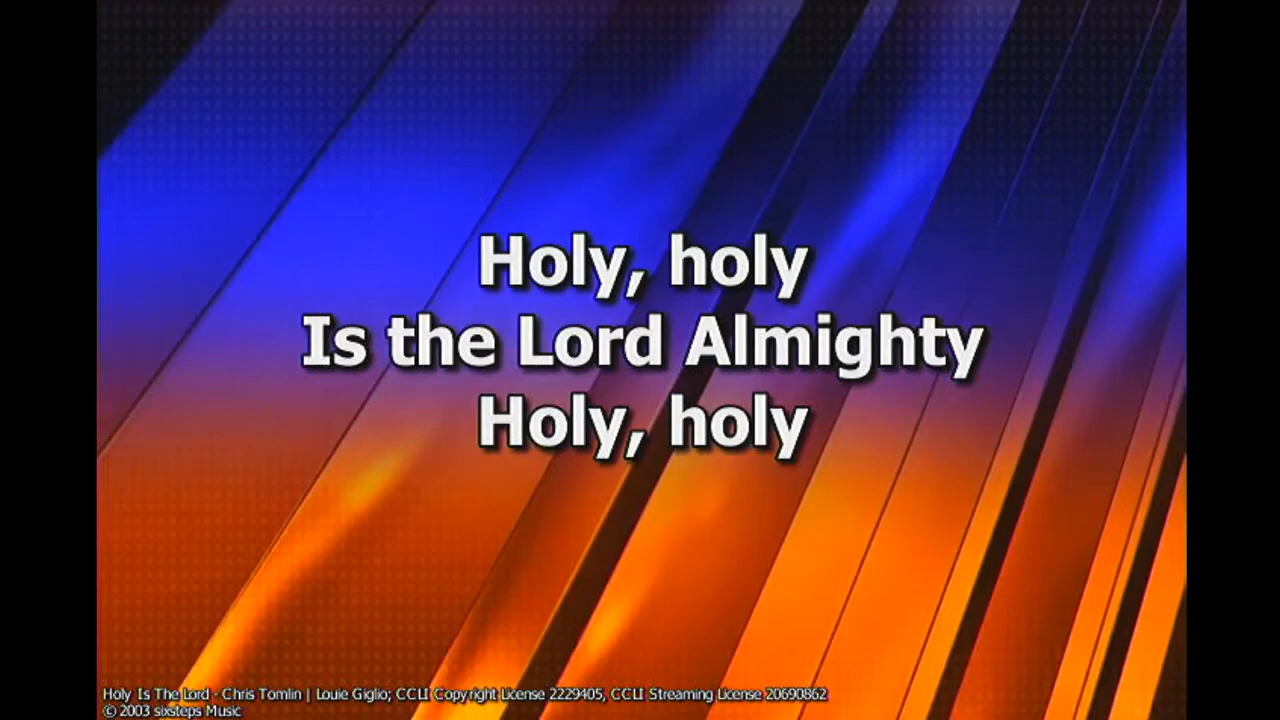 Holy, holy
Is the Lord Almighty
Holy, holy
Holy Is The Lord - Chris Tomlin | Louie Giglio; CCLI Copyright License 2229405, CCLI Streaming License 20690862
© 2003 sixsteps Music